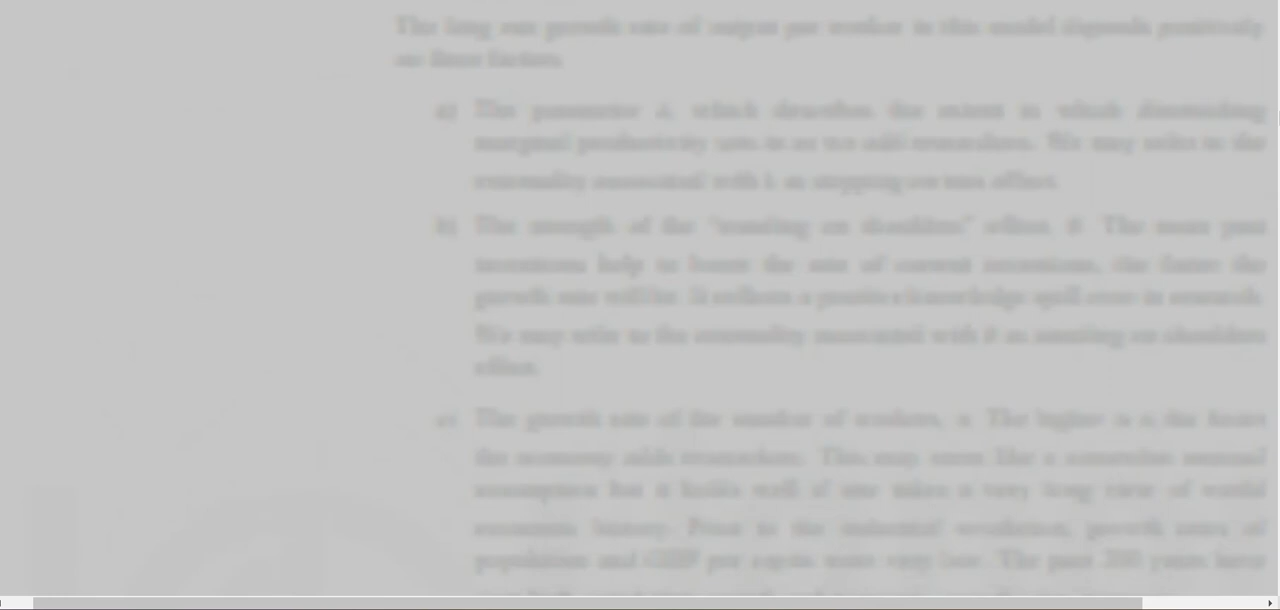 The long run growth rate of output per worker in this model depends positively
on three factors.
a) The parameter λ, which describes the extent to which diminishing
marginal productivity sets in as we add researchers. We may refer to the
externality associated with λ as stepping on toes effect.
b) The strength of the "standing on shoulders" effect, θ. The more past
inventions help to boost the rate of current inventions, the faster the
growth rate will be. It reflects a positive knowledge spill over in research.
We may refer to the externality associated with θ as standing on shoulders
effect.
c) The growth rate of the number of workers, n. The higher is n, the faster
the economy adds researchers. This may seem like a somewhat unusual
assumption but it holds well if one takes a very long view of world
economic history. Prior to the industrial revolution, growth rates of
population and GDP per capita were very low. The past 200 years have